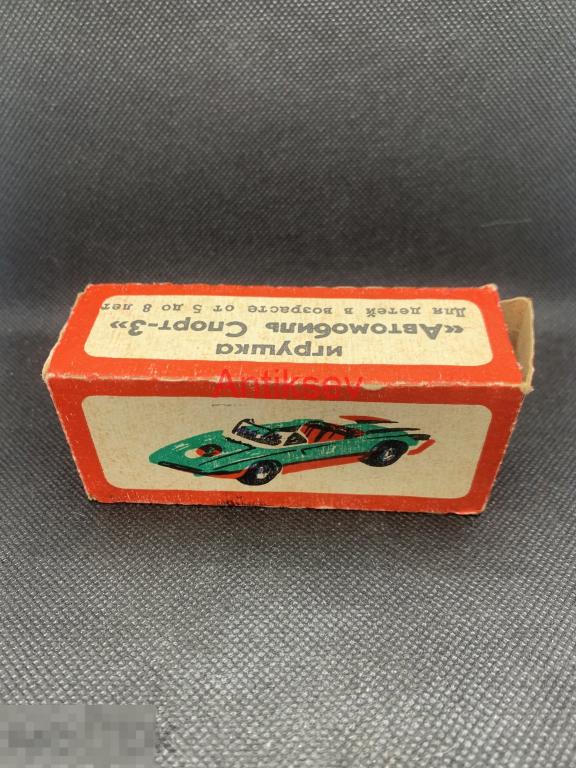 игрушка
«Автомобиль Спорт-3»
Для детей в возрасте от 5 до 8 лет
Antiksov